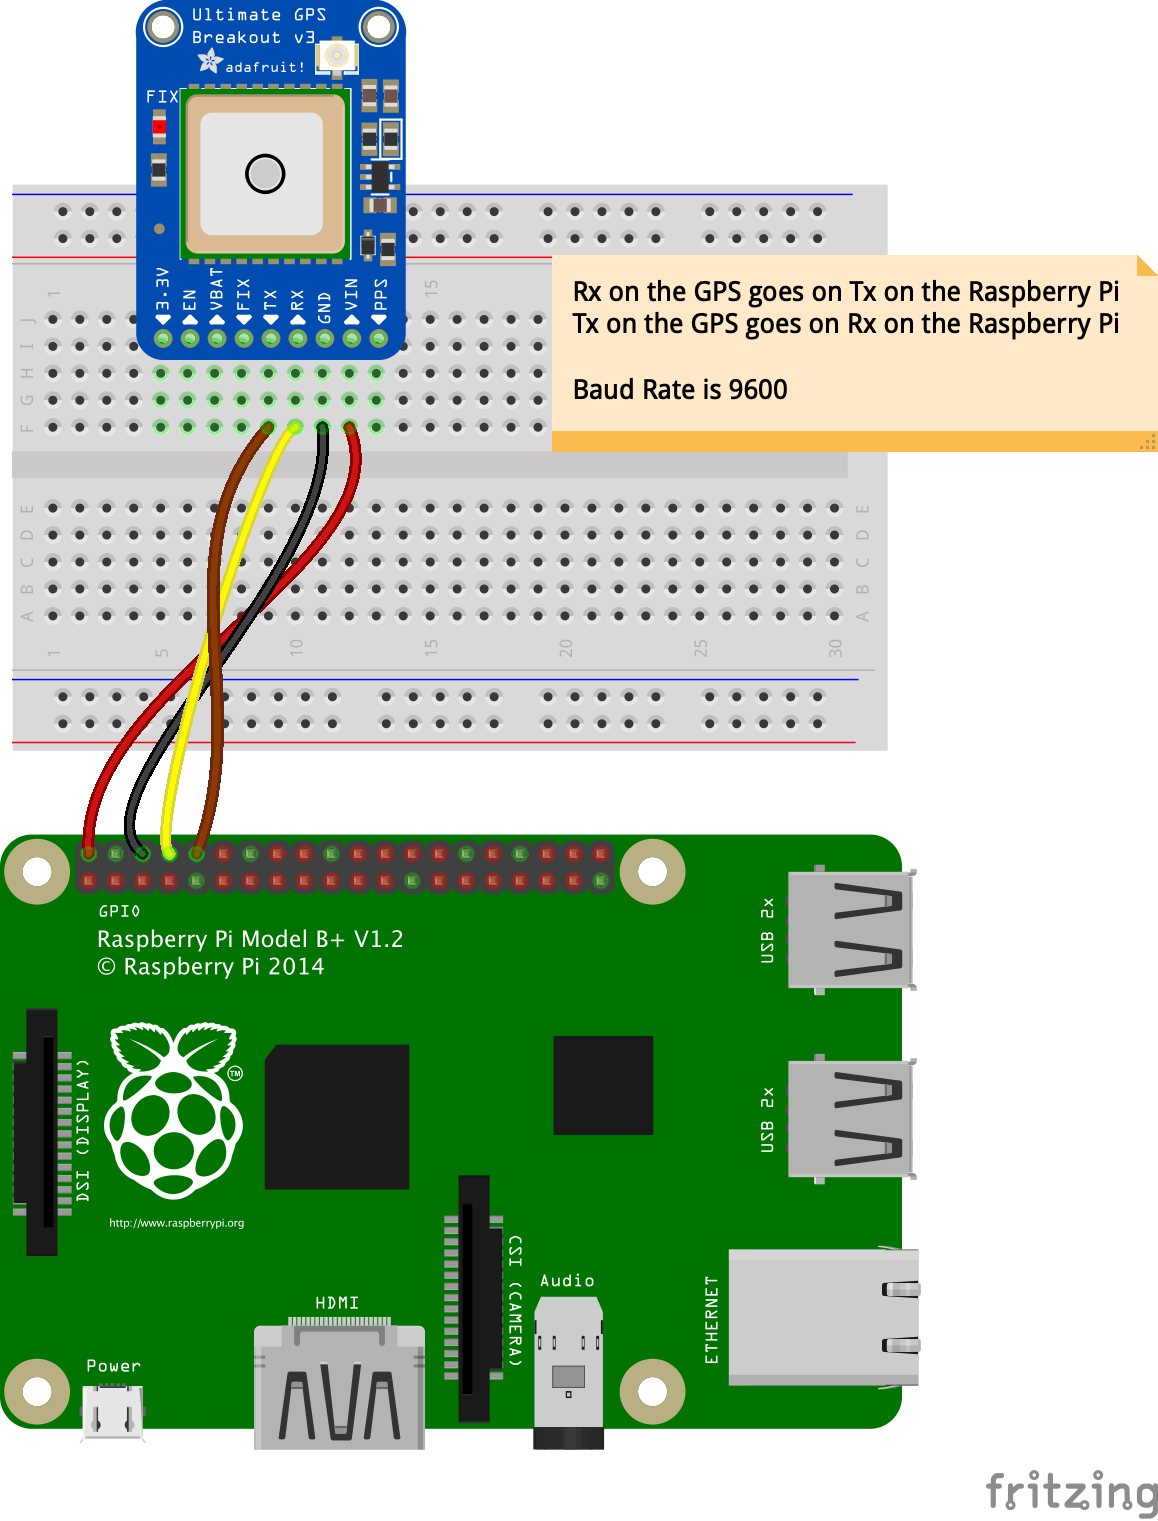 Ultimate GPS
Breakout v3
adafruit!
FIX
3.3V
EN
VBAT
FIX
TX
RX
GND
VIN
PPS
Rx on the GPS goes on Tx on the Raspberry Pi
Tx on the GPS goes on Rx on the Raspberry Pi
Baud Rate is 9600
1
15
J
I
H
G
F
E E
D D
C C
B B
A A
1 5 10 15 20 25 30
GPIO
Raspberry Pi Model B+ V1.2
© Raspberry Pi 2014
USB 2x
DSI (DISPLAY)
TM
USB 2x
http://www.raspberrypi.org
CSI (CAMERA)
Audio
ETHERNET
HDMI
Power
fritzing